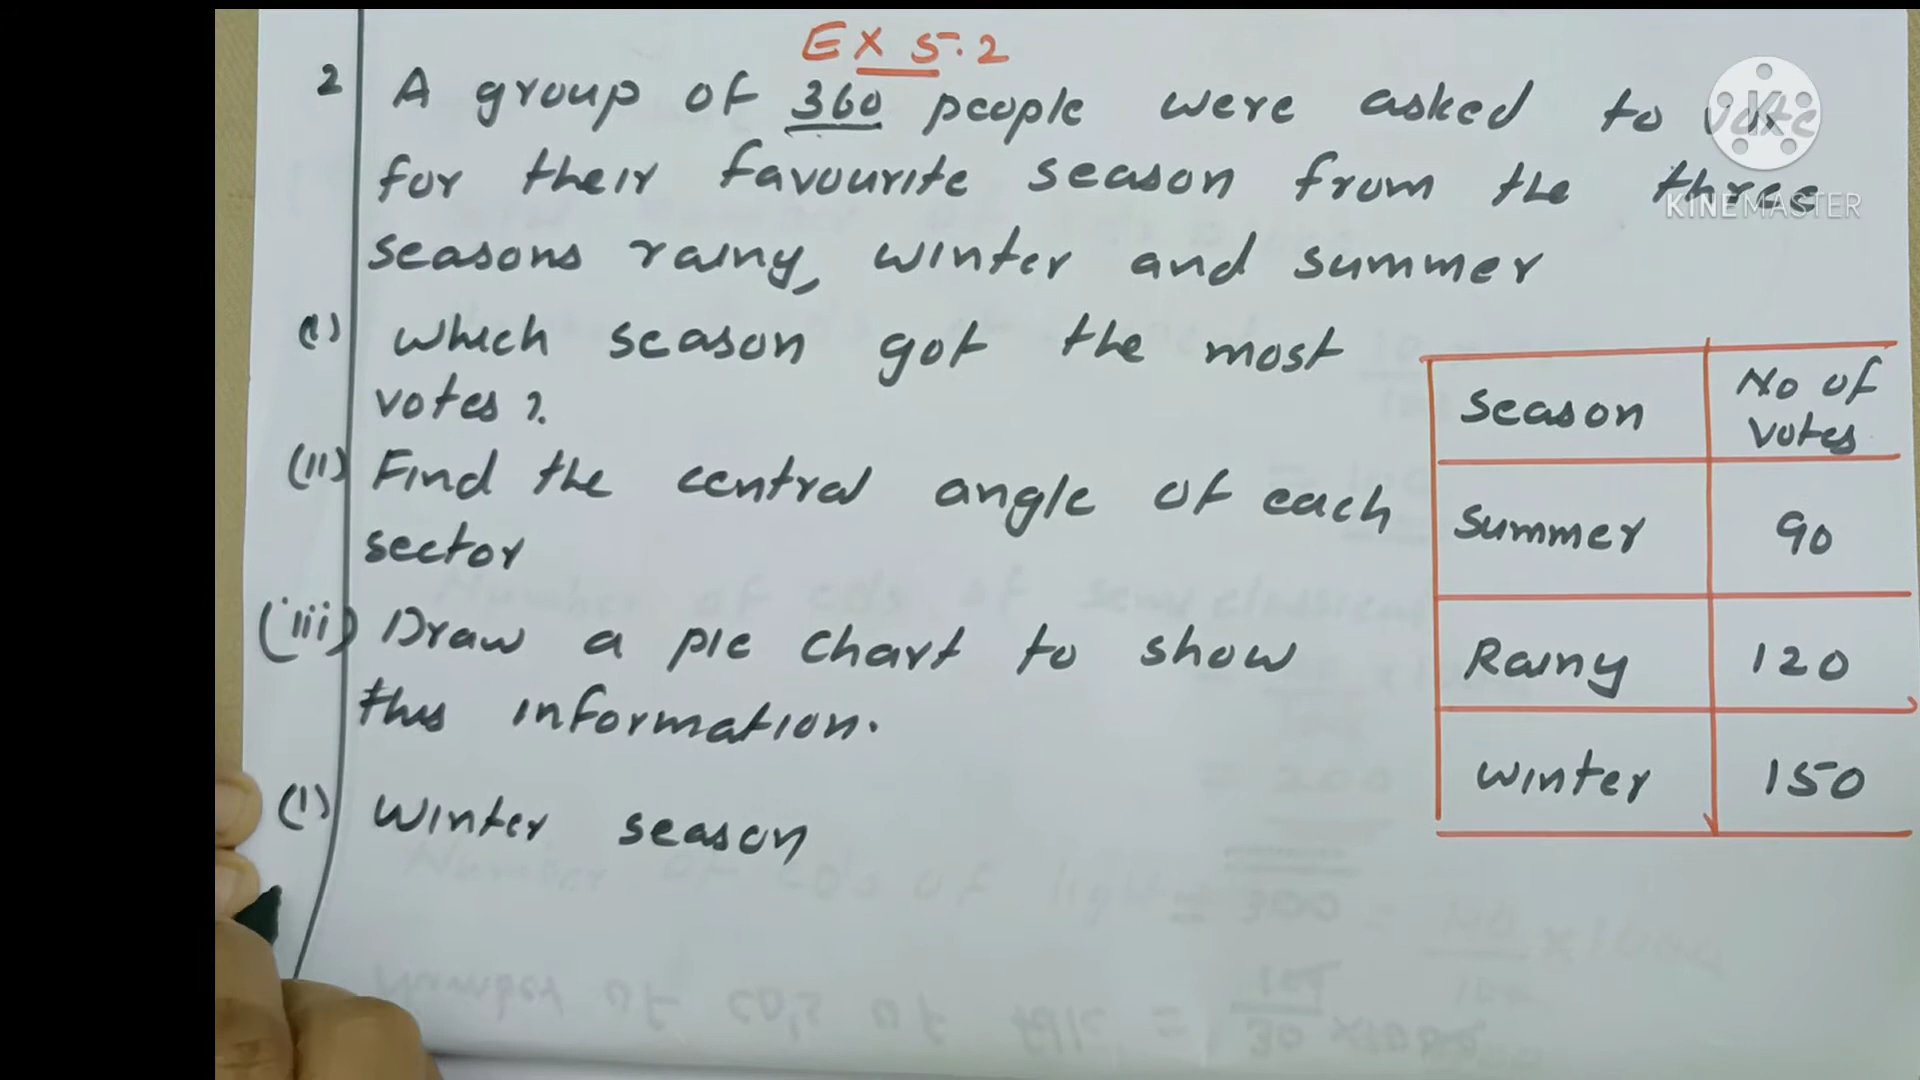 Ex 5.2
2 A group of 360 people were asked to vote
for their favourite season from the three
seasons rainy, winter and summer
(i) which season got the most
votes?
(ii) Find the central angle of each
sector
(iii) Draw a pie chart to show
this information.
(i) Winter season
Season No of Votes
Summer 90
Rainy 120
winter 150
KINEMASTER